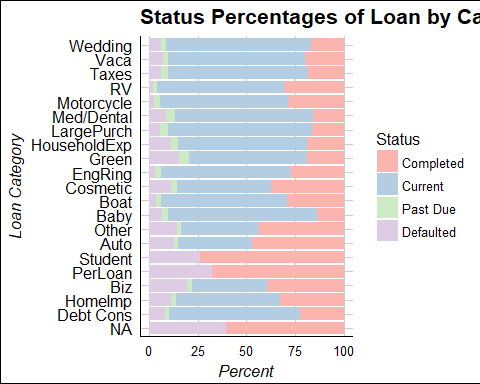 Status Percentages of Loan by Ca
Wedding
Vaca
Taxes
RV
Motorcycle
Med/Dental
LargePurch
HouseholdExp
Green
EngRing
Cosmetic
Boat
Baby
Other
Auto
Student
PerLoan
Biz
HomeImp
Debt Cons
NA
Loan Category
0 25 50 75 100
Percent
Status
Completed
Current
Past Due
Defaulted